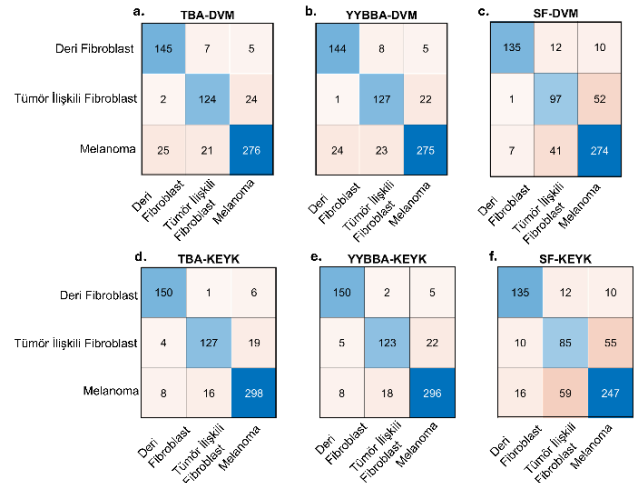 a. TBA-DVM
b. YYBBA-DVM
c. SF-DVM
Deri Fibroblast
145 7 5
144 8 5
135 12 10
Tümör İlişkili Fibroblast
2 124 24
1 127 22
1 97 52
Melanoma
25 21 276
24 23 275
7 41 274
Deri
Fibroblast
Tümör İlişkili
Fibroblast
Melanoma
Deri
Fibroblast
Tümör İlişkili
Fibroblast
Melanoma
Deri
Fibroblast
Tümör İlişkili
Fibroblast
Melanoma
d. TBA-KEYK
e. YYBBA-KEYK
f. SF-KEYK
Deri Fibroblast
150 1 6
150 2 5
135 12 10
Tümör İlişkili Fibroblast
4 127 19
5 123 22
10 85 55
Melanoma
8 16 298
8 18 296
16 59 247
Deri
Fibroblast
Tümör İlişkili
Fibroblast
Melanoma
Deri
Fibroblast
Tümör İlişkili
Fibroblast
Melanoma
Deri
Fibroblast
Tümör İlişkili
Fibroblast
Melanoma